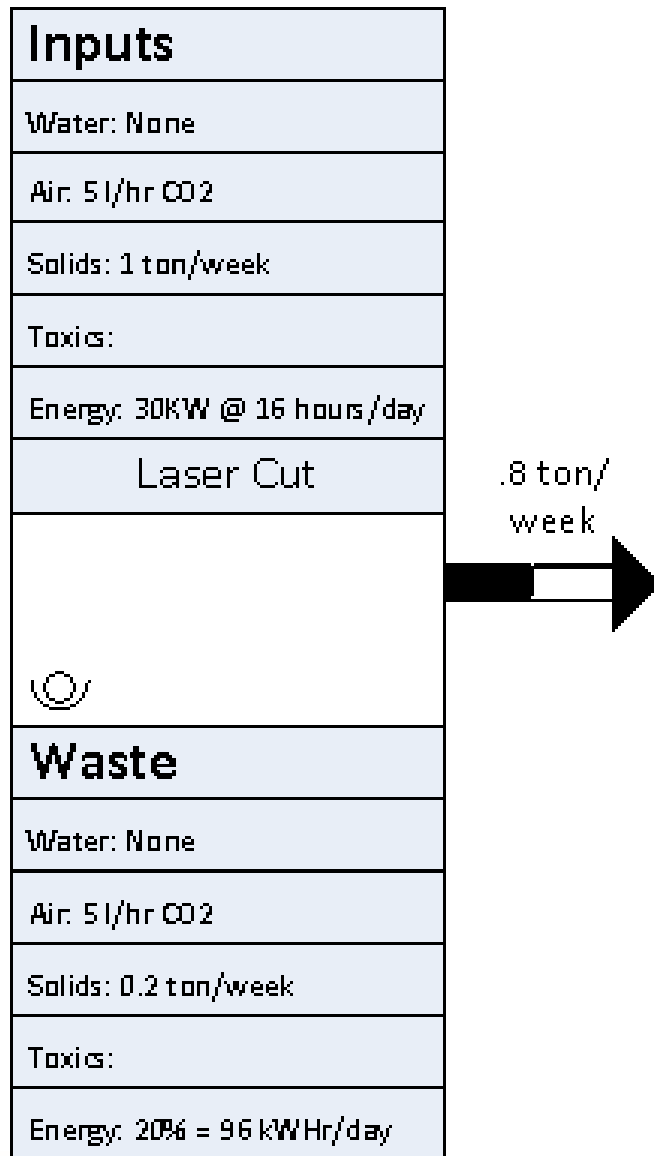 Inputs
Water: None
Air: 5 l/hr CO2
Solids: 1 ton/week
Toxics:
Energy: 30KW @ 16 hours/day
Laser Cut
.8 ton/
week
Waste
Water: None
Air: 5 l/hr CO2
Solids: 0.2 ton/week
Toxics:
Energy: 20% = 96 kWHr/day